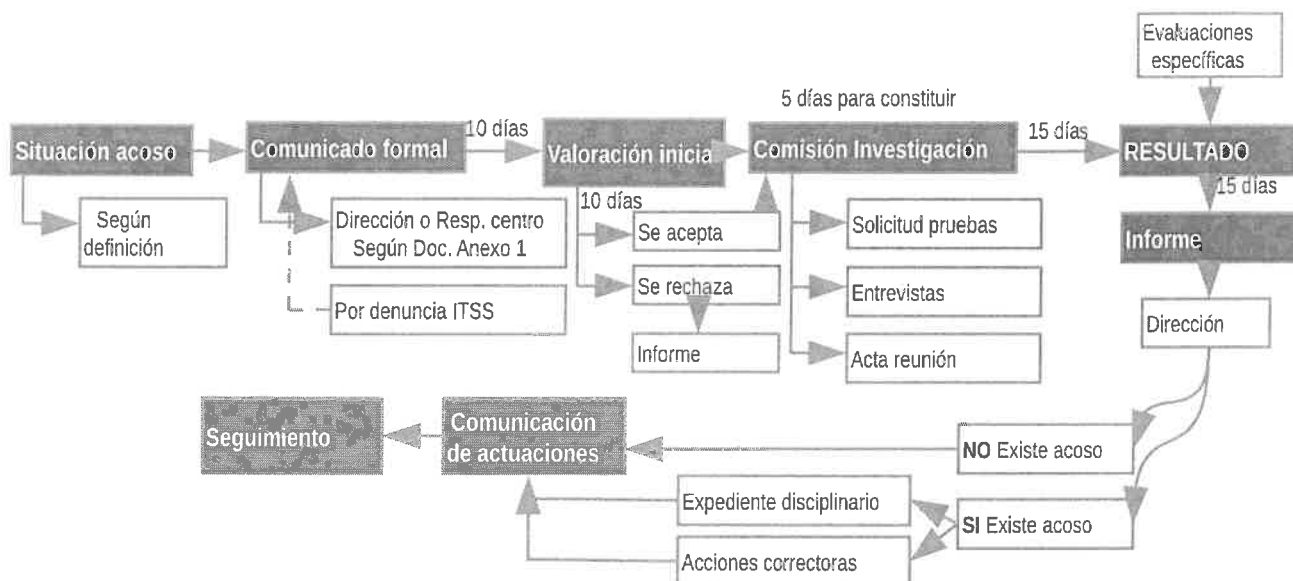 Evaluaciones
específicas
5 días para constituir
Situación acoso
Comunicado formal
10 días
Valoración inicia
Comisión Investigación
15 días
RESULTADO
Según
definición
Dirección o Resp. centro
Según Doc. Anexo 1
Por denuncia ITSS
10 días
Se acepta
Se rechaza
Informe
Solicitud pruebas
Entrevistas
Acta reunión
15 días
Informe
Dirección
Seguimiento
Comunicación
de actuaciones
NO Existe acoso
Expediente disciplinario
SI Existe acoso
Acciones correctoras